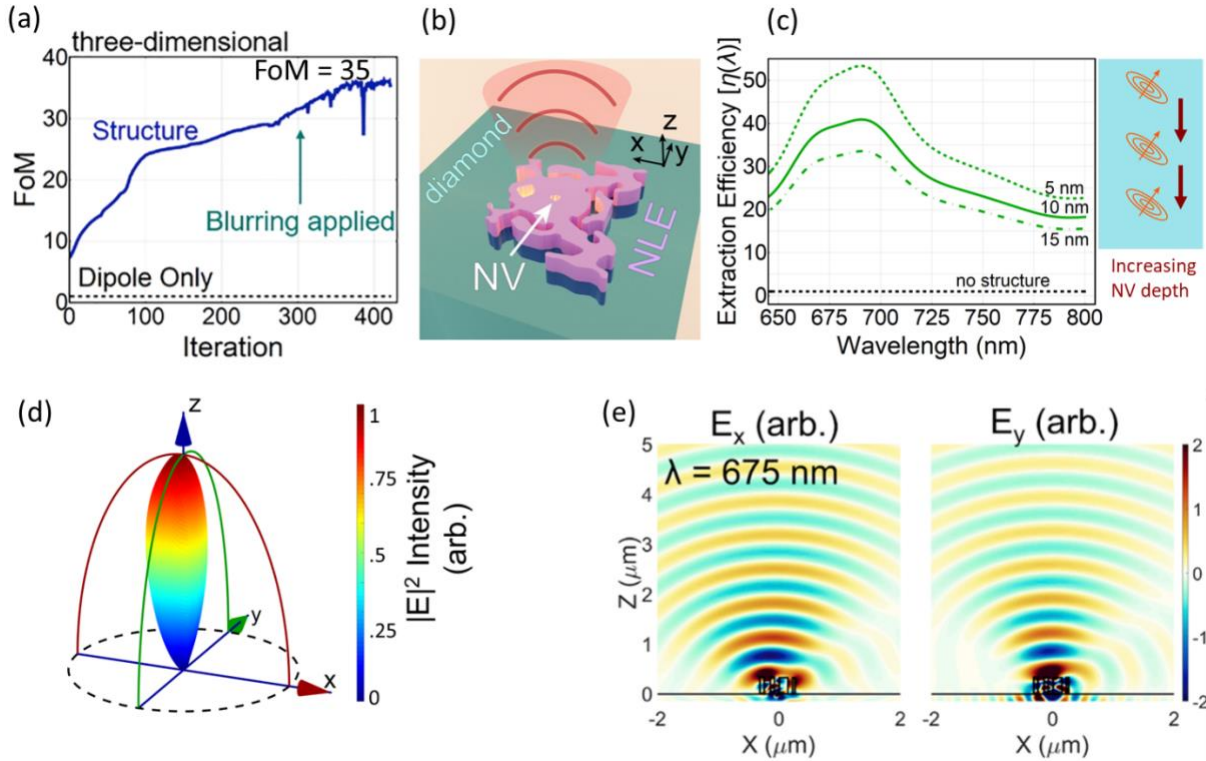 (a)
three-dimensional
FoM = 35
40
30
20
10
0
FoM
Structure
Blurring applied
Dipole Only
0
100
200
300
400
Iteration
(b)
diamond
z
x
y
NV
NLE
(c)
Extraction Efficiency [η(λ)]
50
40
30
20
10
0
5 nm
10 nm
15 nm
no structure
650
675
700
725
750
775
800
Wavelength (nm)
Increasing
NV depth
(d)
z
y
x
1
.75
.5
.25
0
|E|² Intensity
(arb.)
(e)
Eₓ (arb.)
λ = 675 nm
5
4
3
2
1
0
Z (μm)
-2
0
2
X (μm)
E_y (arb.)
-2
0
2
X (μm)
2
1
0
-1
-2